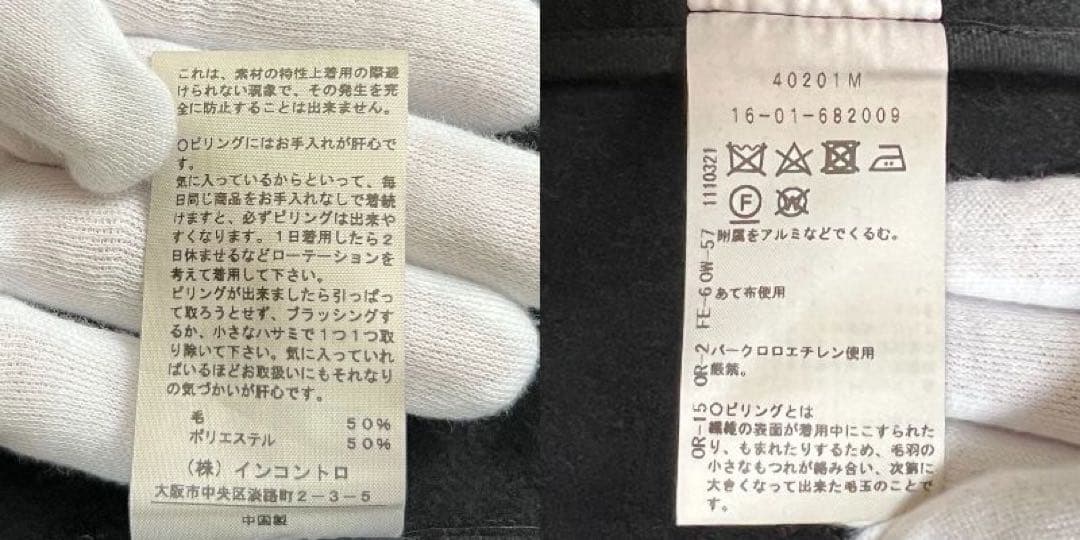 これは、素材の特性上着用の際避
けられない現象で、その発生を完
全に防止することは出来ません。
〇ピリングにはお手入れが肝心で
す。
気に入っているからといって、毎
日同じ商品をお手入れなしで着続
けますと、必ずピリングは出来や
すくなります。1日着用したら2
日休ませるなどローテーションを
考えて着用して下さい。
ピリングが出来ましたら引っぱっ
て取ろうとせず、ブラッシングす
るか、小さなハサミで1つ1つ取
り除いて下さい。気に入っていれ
ばいるほどお取扱いにもそれなり
の気づかいが肝心です。
毛 50%
ポリエステル 50%
(株)インコントロ
大阪市中央区淡路町2-3-5
中国製
40201M
16-01-682009
1110321
F
W
附属をアルミなどでくるむ。
あて布使用
パークロロエチレン使用
厳禁。
OR-15 OR-2 FE-6 OW-57
〇ピリングとは
繊維の表面が着用中にこすられた
り、もまれたりするため、毛羽の
小さなもつれが絡み合い、次第に
大きくなって出来た毛玉のことで
す。